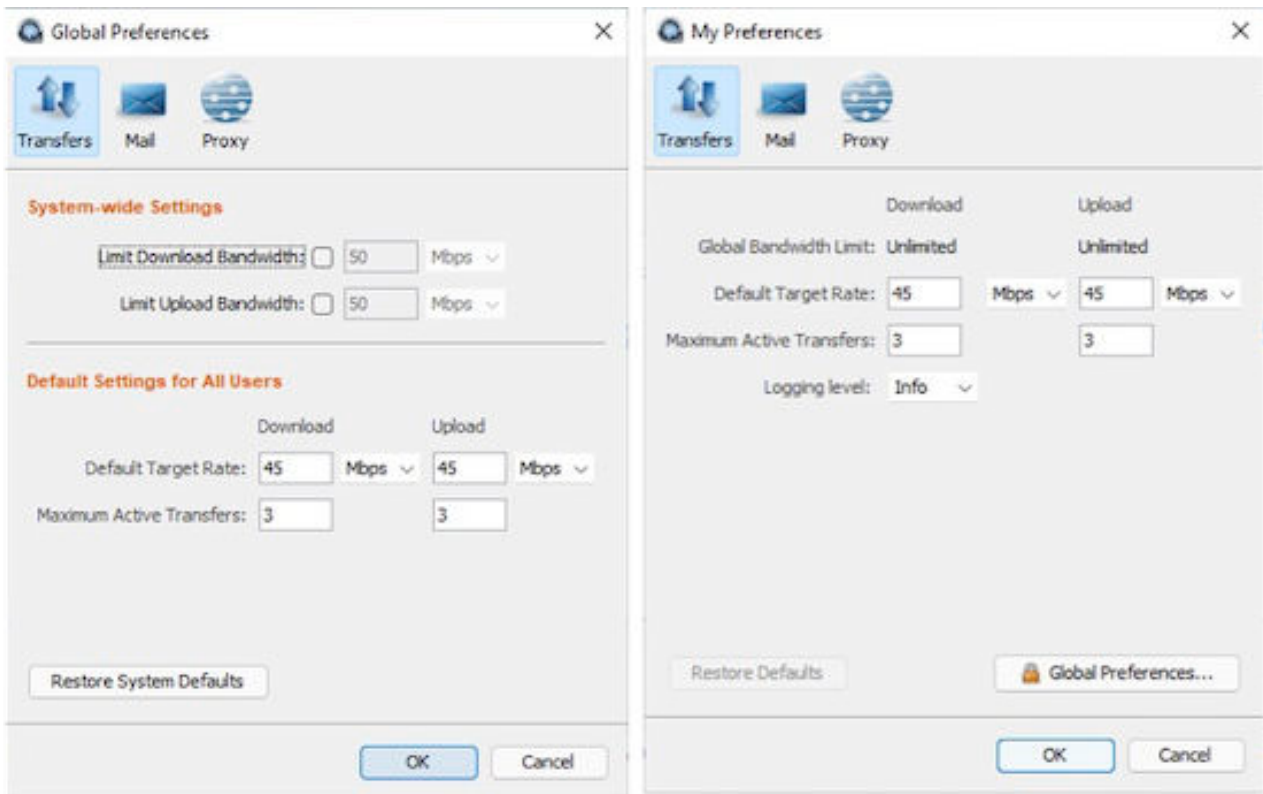 Global Preferences
Transfers Mail Proxy
System-wide Settings
Limit Download Bandwidth: 50 Mbps
Limit Upload Bandwidth: 50 Mbps
Default Settings for All Users
Download Upload
Default Target Rate: 45 Mbps 45 Mbps
Maximum Active Transfers: 3 3
Restore System Defaults
OK Cancel
My Preferences
Transfers Mail Proxy
Download Upload
Global Bandwidth Limit: Unlimited Unlimited
Default Target Rate: 45 Mbps 45 Mbps
Maximum Active Transfers: 3 3
Logging level: Info
Restore Defaults Global Preferences...
OK Cancel